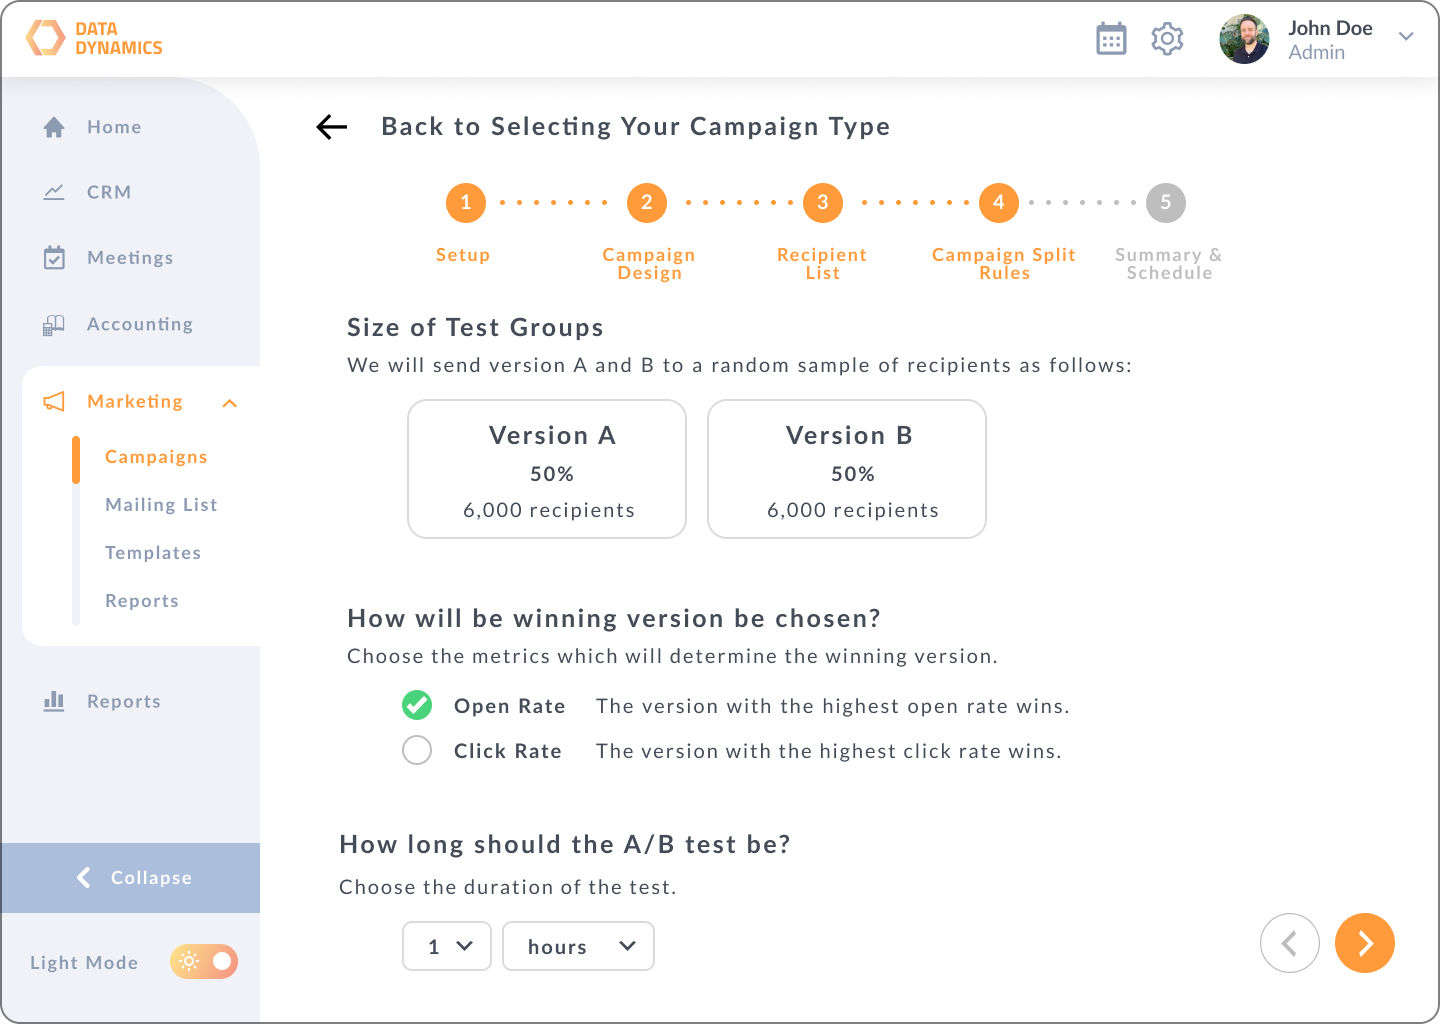 DATA
DYNAMICS
John Doe
Admin
Home
CRM
Meetings
Accounting
Marketing
Campaigns
Mailing List
Templates
Reports
Reports
Collapse
Light Mode
Back to Selecting Your Campaign Type
1
2
3
4
5
Setup
Campaign
Design
Recipient
List
Campaign Split
Rules
Summary &
Schedule
Size of Test Groups
We will send version A and B to a random sample of recipients as follows:
Version A
50%
6,000 recipients
Version B
50%
6,000 recipients
How will be winning version be chosen?
Choose the metrics which will determine the winning version.
Open Rate The version with the highest open rate wins.
Click Rate The version with the highest click rate wins.
How long should the A/B test be?
Choose the duration of the test.
1
hours